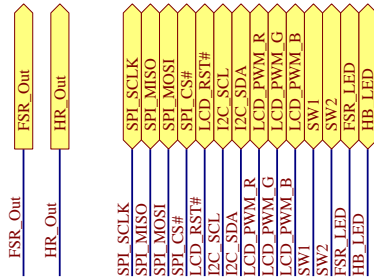 FSR_Out
HR_Out
SPI_SCLK
SPI_MISO
SPI_MOSI
SPI_CS#
LCD_RST#
I2C_SCL
I2C_SDA
LCD_PWM_R
LCD_PWM_G
LCD_PWM_B
SW1
SW2
FSR_LED
HB_LED
FSR_Out
HR_Out
SPI_SCLK
SPI_MISO
SPI_MOSI
SPI_CS#
LCD_RST#
I2C_SCL
I2C_SDA
LCD_PWM_R
LCD_PWM_G
LCD_PWM_B
SW1
SW2
FSR_LED
HB_LED